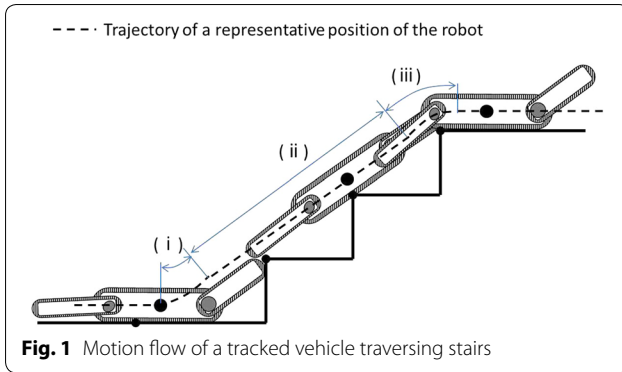 Trajectory of a representative position of the robot
(iii)
(ii)
(i)
Fig. 1 Motion flow of a tracked vehicle traversing stairs